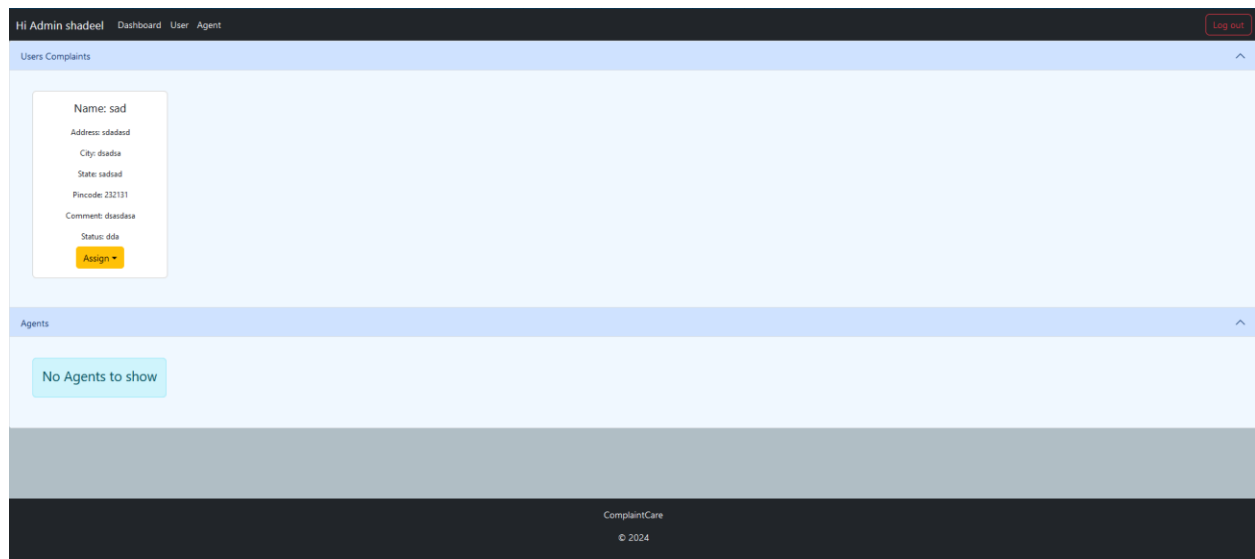 Hi Admin shadeel Dashboard User Agent Log out
Users Complaints
Name: sad
Address: sdadasd
City: dsadsa
State: sadsad
Pincode: 232131
Comment: dsasdasa
Status: dda
Assign
Agents
No Agents to show
ComplaintCare
© 2024